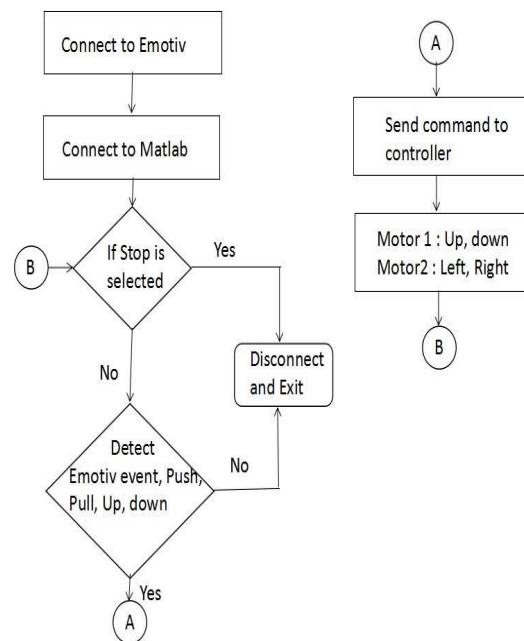 Connect to Emotiv
Connect to Matlab
B
If Stop is
selected
Yes
No
Disconnect
and Exit
Detect
Emotiv event, Push,
Pull, Up, down
No
Yes
A
A
Send command to
controller
Motor 1 : Up, down
Motor2 : Left, Right
B